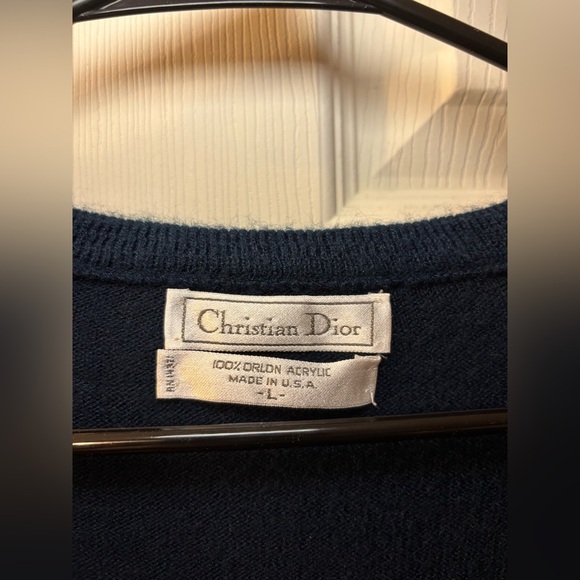 Christian Dior
100% ORLON ACRYLIC
MADE IN U.S.A.
-L-